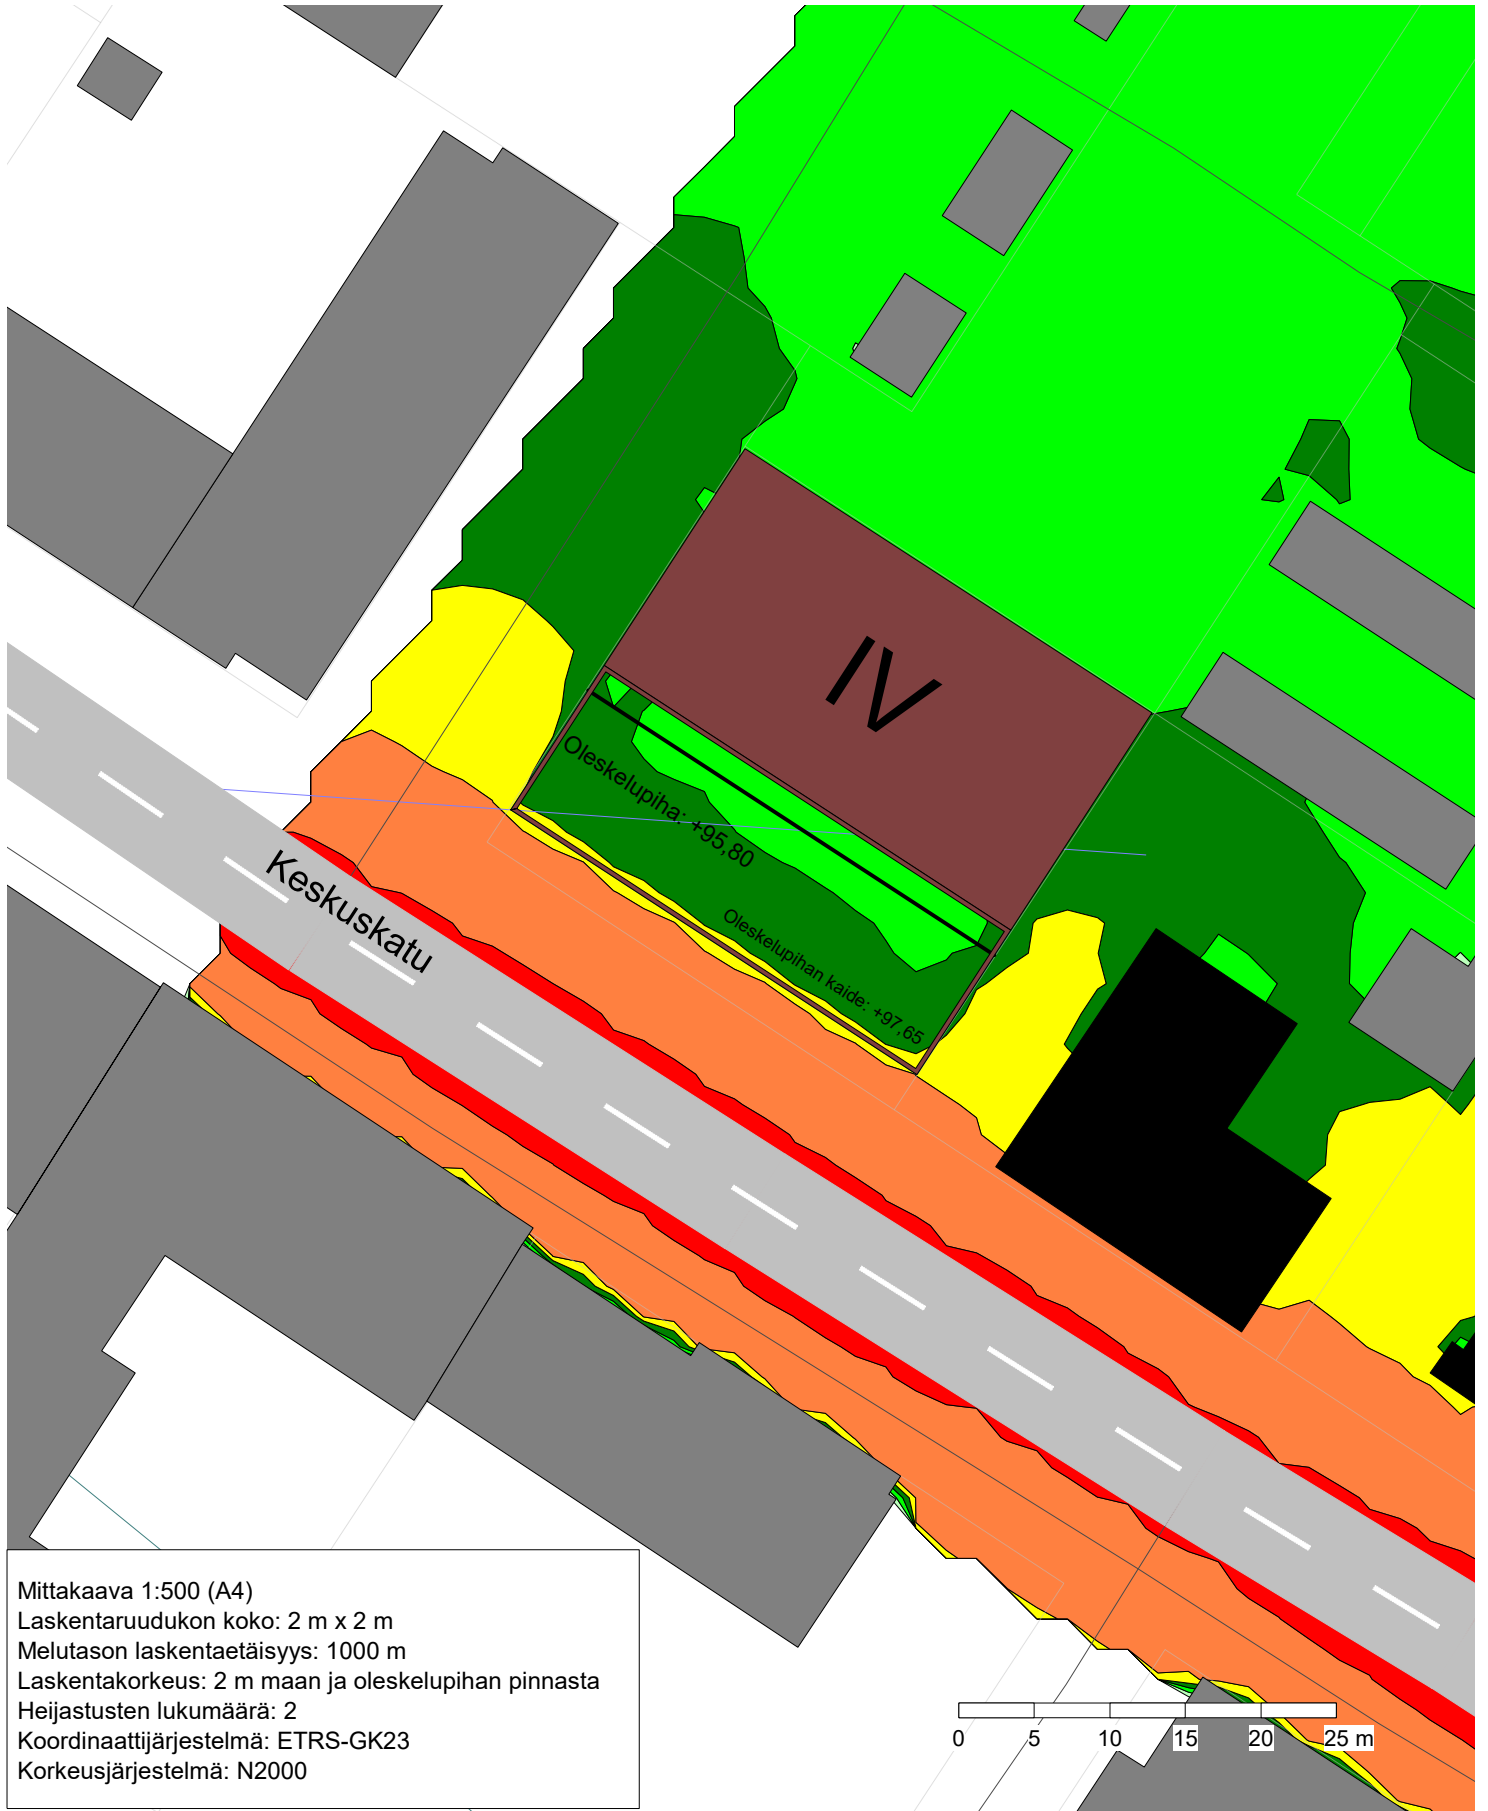 IV
Oleskelupiha: +95,80
Oleskelupihan kaide: +97,65
Keskuskatu
Mittakaava 1:500 (A4)
Laskentaruudukon koko: 2 m x 2 m
Melutason laskentaetäisyys: 1000 m
Laskentakorkeus: 2 m maan ja oleskelupihan pinnasta
Heijastusten lukumäärä: 2
Koordinaattijärjestelmä: ETRS-GK23
Korkeusjärjestelmä: N2000
0 5 10 15 20 25 m